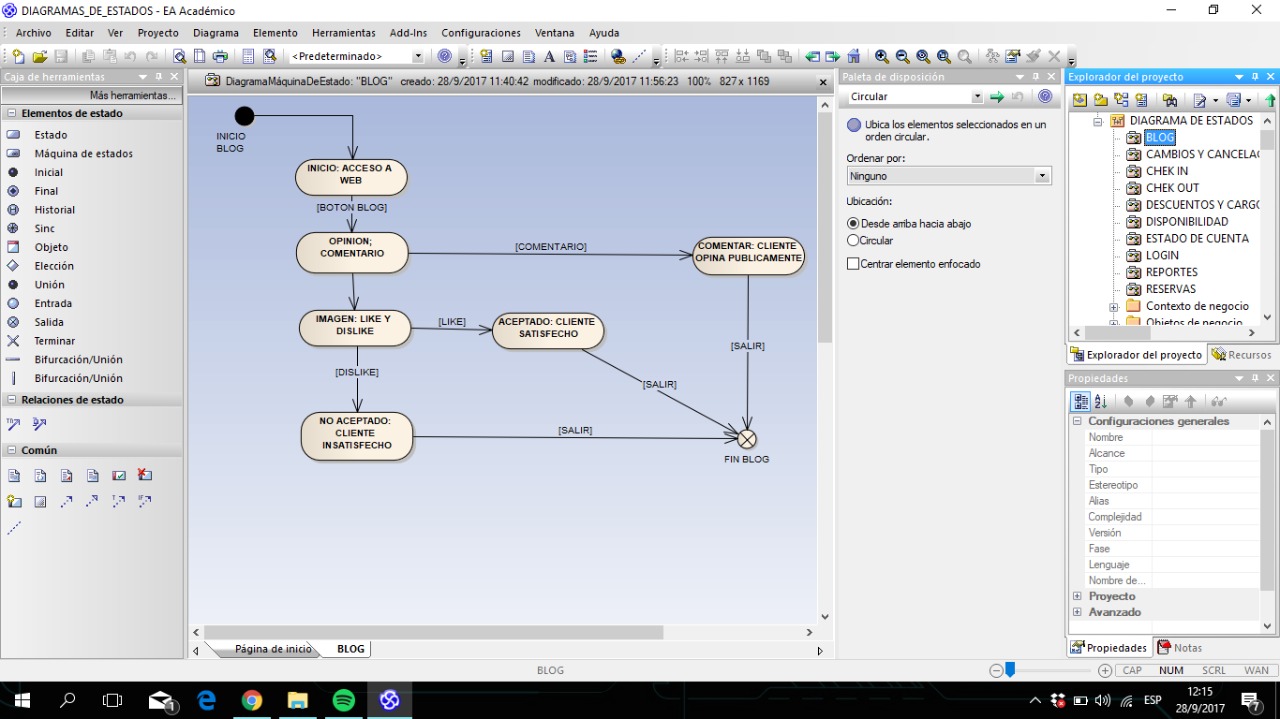 DIAGRAMAS_DE_ESTADOS - EA Académico
Archivo Editar Ver Proyecto Diagrama Elemento Herramientas Add-Ins Configuraciones Ventana Ayuda
<Predeterminado>
Caja de herramientas
Más herramientas...
Elementos de estado
Estado
Máquina de estados
Inicial
Final
Historial
Sinc
Objeto
Elección
Unión
Entrada
Salida
Terminar
Bifurcación/Unión
Bifurcación/Unión
Relaciones de estado
Común
DiagramaMáquinaDeEstado: "BLOG" creado: 28/9/2017 11:40:42 modificado: 28/9/2017 11:56:23 100% 827 x 1169
INICIO
BLOG
INICIO: ACCESO A
WEB
[BOTON BLOG]
OPINION;
COMENTARIO
[COMENTARIO]
COMENTAR: CLIENTE
OPINA PUBLICAMENTE
IMAGEN: LIKE Y
DISLIKE
[LIKE]
ACEPTADO: CLIENTE
SATISFECHO
[SALIR]
[DISLIKE]
[SALIR]
NO ACEPTADO:
CLIENTE
INSATISFECHO
[SALIR]
FIN BLOG
Página de inicio BLOG
Paleta de disposición
Circular
Ubica los elementos seleccionados en un
orden circular.
Ordenar por:
Ninguno
Ubicación:
Desde arriba hacia abajo
Circular
Centrar elemento enfocado
Explorador del proyecto
DIAGRAMA DE ESTADOS
BLOG
CAMBIOS Y CANCELA
CHEK IN
CHEK OUT
DESCUENTOS Y CARGO
DISPONIBILIDAD
ESTADO DE CUENTA
LOGIN
REPORTES
RESERVAS
Contexto de negocio
Objetos de negocio
Explorador del proyecto Recursos
Propiedades
Configuraciones generales
Nombre
Alcance
Tipo
Estereotipo
Alias
Complejidad
Versión
Fase
Lenguaje
Nombre de...
Proyecto
Avanzado
Propiedades Notas
BLOG
CAP NUM SCRL WAN
1
ESP
12:15
28/9/2017
7